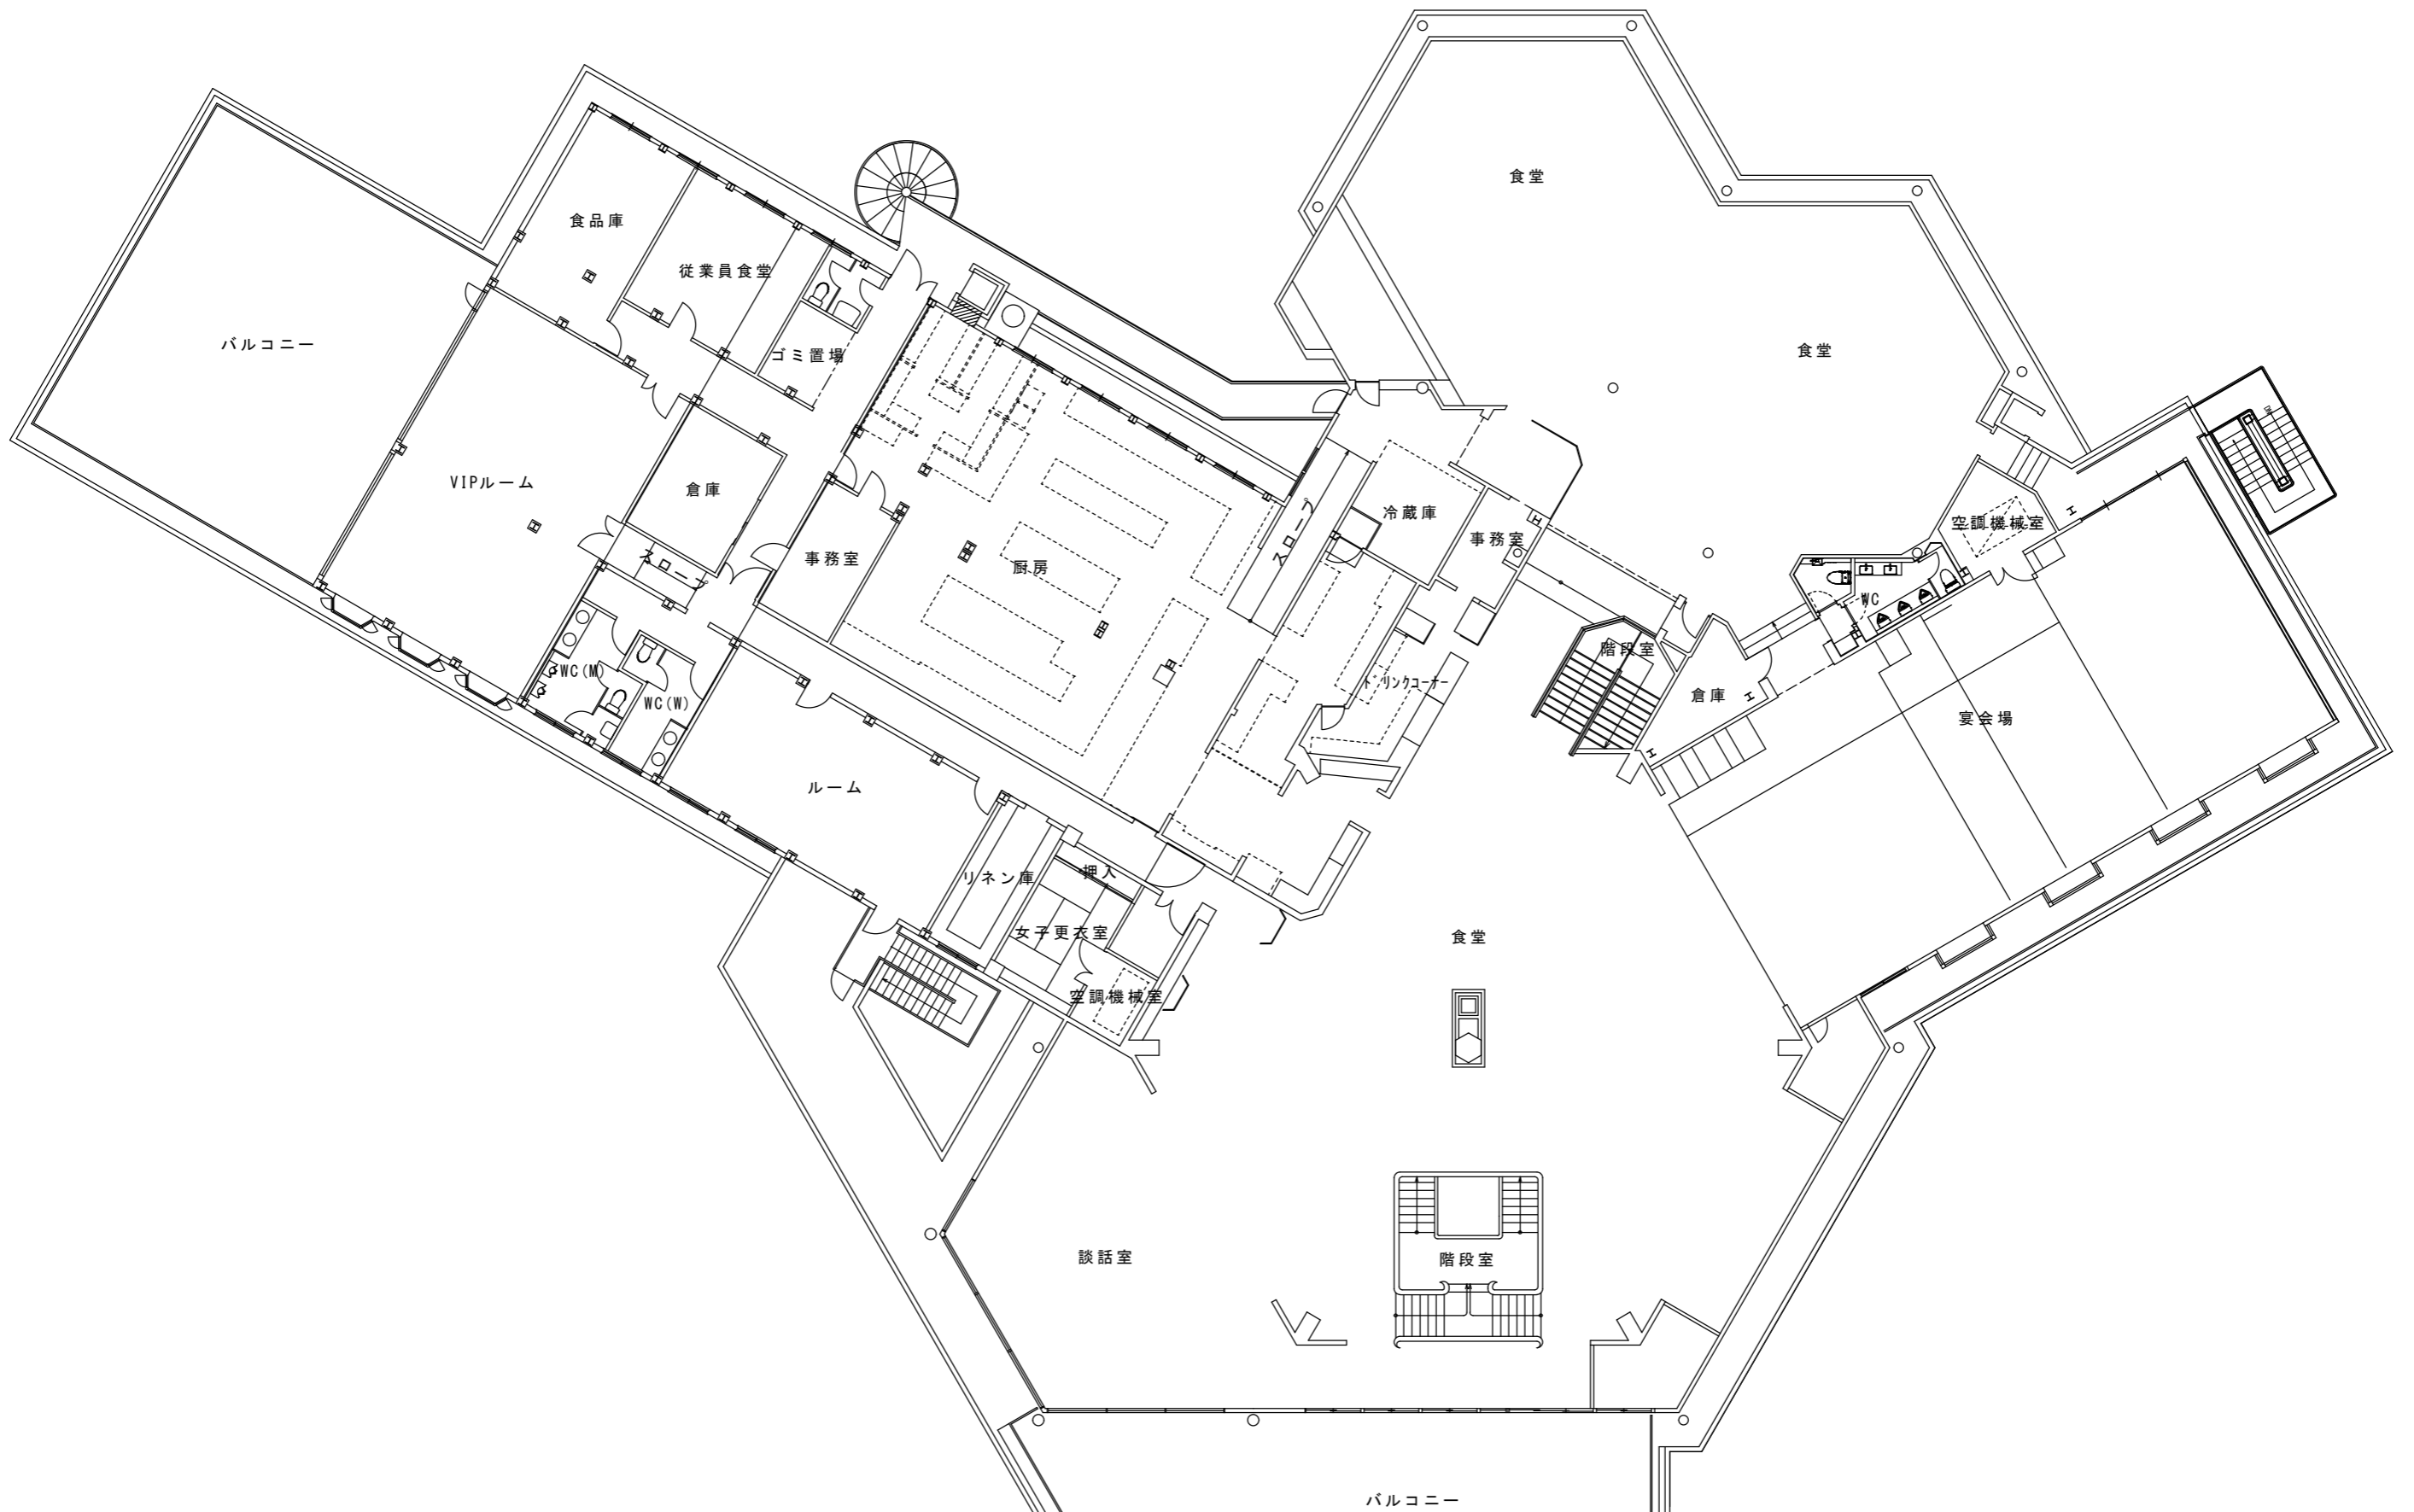 食堂
食品庫
従業員食堂
バルコニー
食堂
ゴミ置場
VIPルーム
倉庫
冷蔵庫
スロープ
事務室
空調機械室
事務室
厨房
スロープ
WC
階段室
WC(M)
ドリンクコーナー
倉庫
WC(W)
宴会場
ルーム
押入
リネン庫
女子更衣室
食堂
空調機械室
談話室
階段室
バルコニー